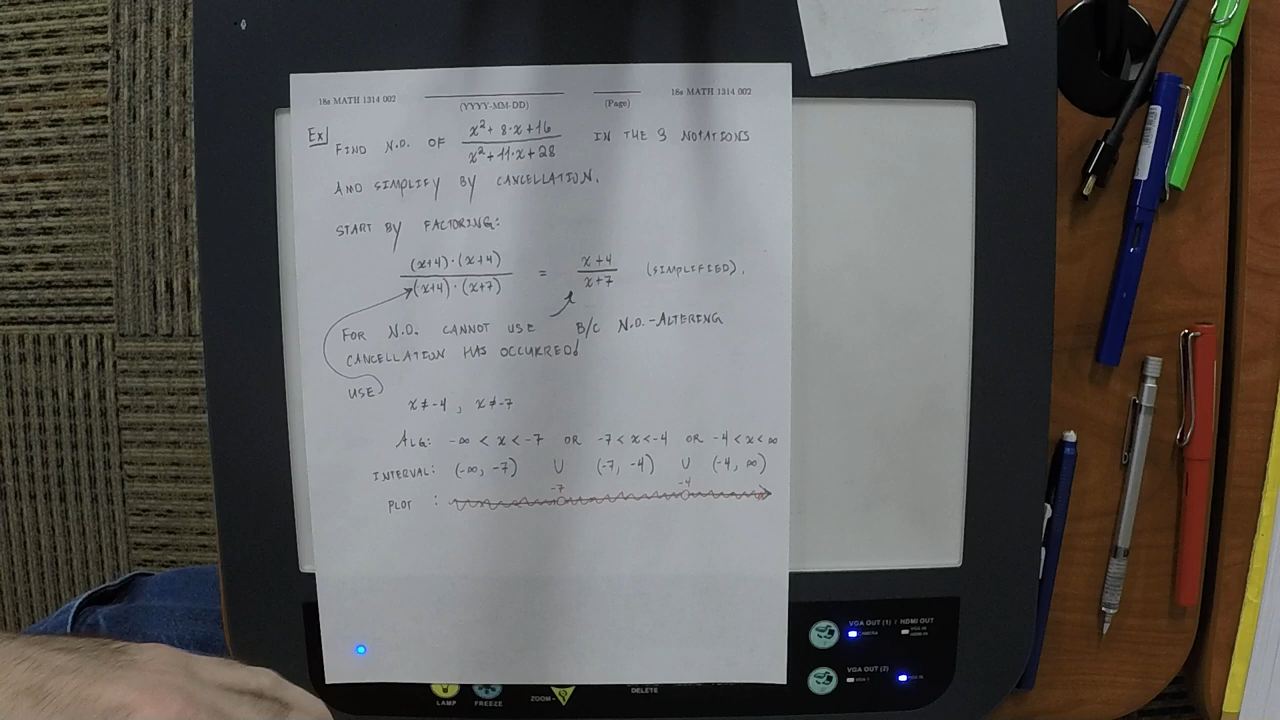 18s MATH 1314 002 (YYYY-MM-DD) (Page) 18s MATH 1314 002
Ex] FIND N.D. OF (x²+8·x+16)/(x²+11·x+28) IN THE 3 NOTATIONS
AND SIMPLIFY BY CANCELLATION.
START BY FACTORING:
((x+4)·(x+4))/((x+4)·(x+7)) = (x+4)/(x+7) (SIMPLIFIED).
FOR N.D. CANNOT USE B/C N.D.-ALTERING
CANCELLATION HAS OCCURRED!
USE
x≠-4, x≠-7
ALG: -∞ < x < -7 OR -7 < x < -4 OR -4 < x < ∞
INTERVAL: (-∞, -7) ∪ (-7, -4) ∪ (-4, ∞)
-7 -4
PLOT :
VGA OUT (1) / HDMI OUT
CAMERA
VGA OUT (2)
VGA 1
LAMP FREEZE ZOOM- DELETE